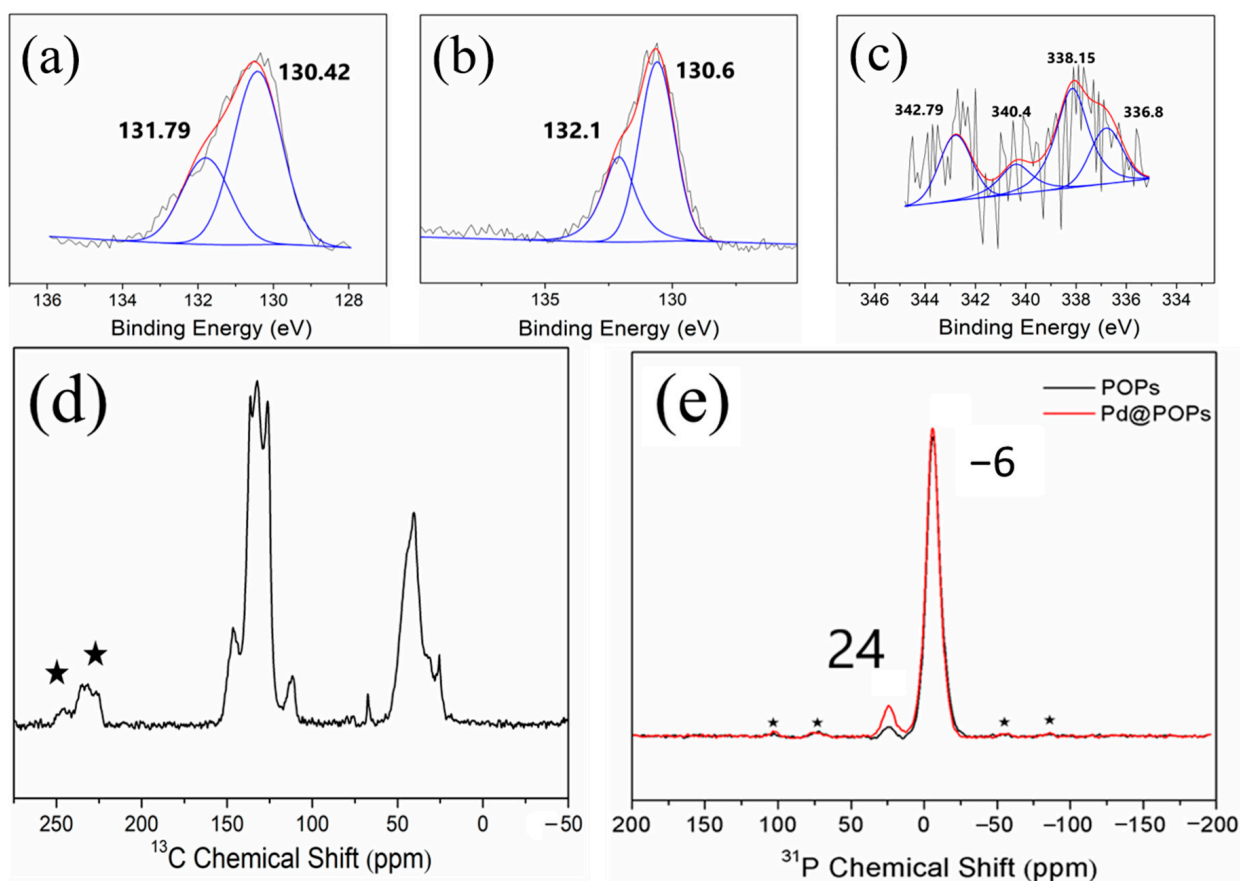 (a)
130.42
131.79
136 134 132 130 128
Binding Energy (eV)
(b)
130.6
132.1
135 130
Binding Energy (eV)
(c)
338.15
342.79
340.4
336.8
346 344 342 340 338 336 334
Binding Energy (eV)
(d)
★ ★
250 200 150 100 50 0 −50
¹³C Chemical Shift (ppm)
(e)
POPs
Pd@POPs
−6
24
★ ★ ★ ★
200 150 100 50 0 −50 −100 −150 −200
³¹P Chemical Shift (ppm)